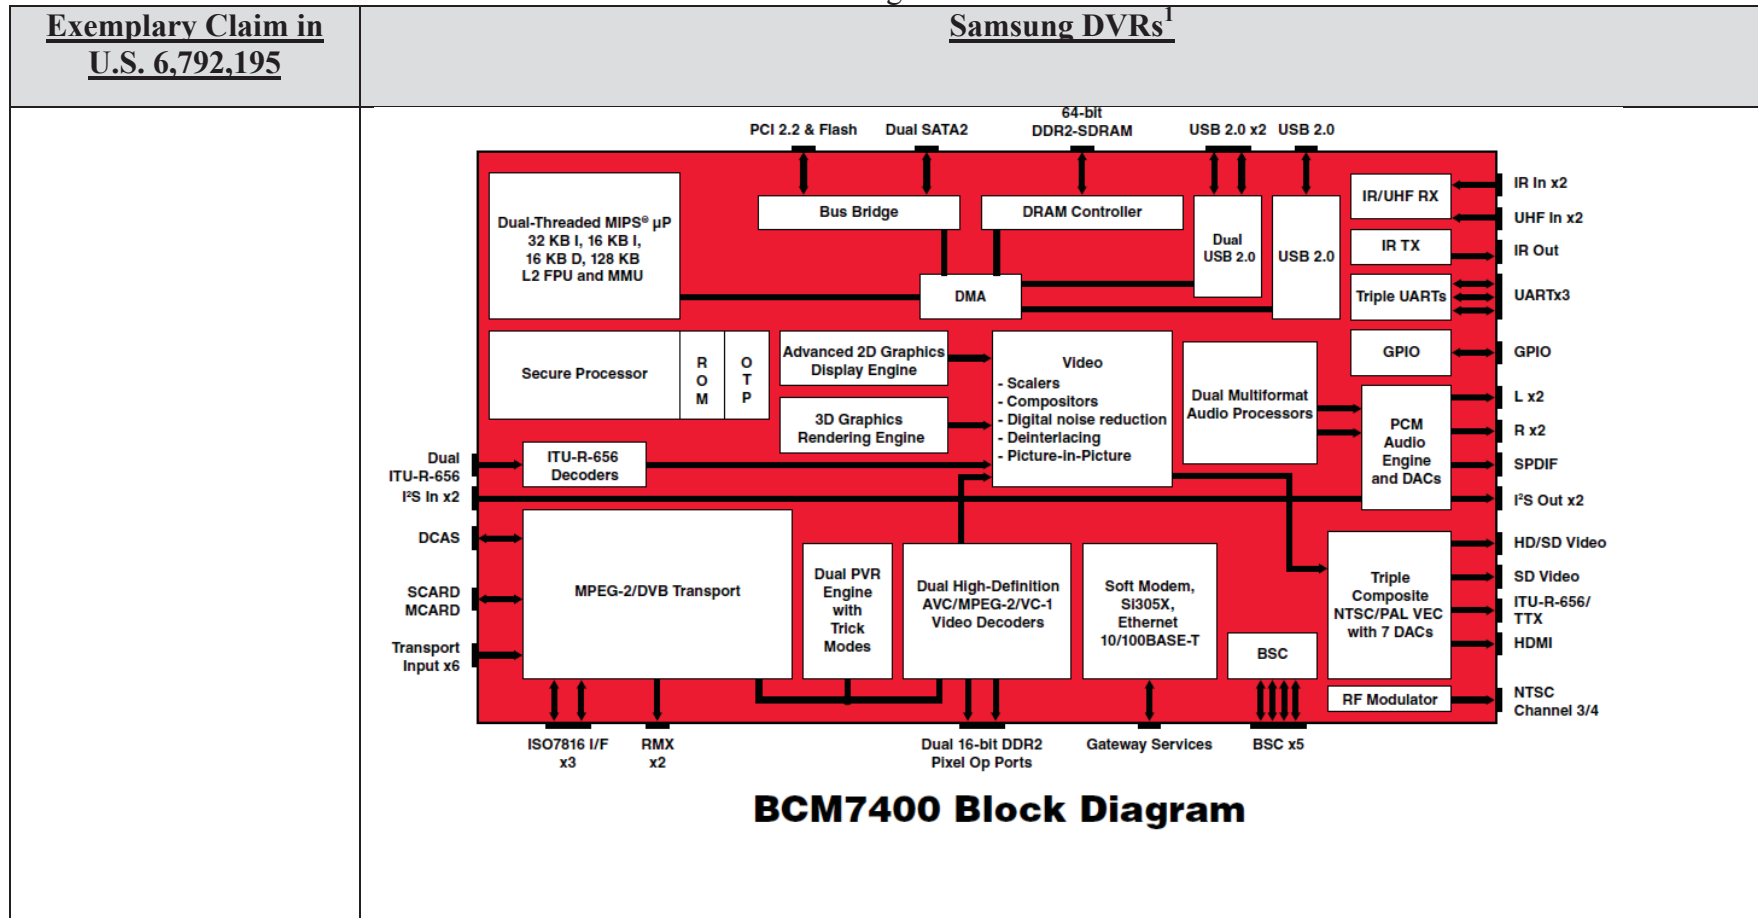 Exemplary Claim in
U.S. 6,792,195
Samsung DVRs1
PCI 2.2 & Flash
Dual SATA2
64-bit
DDR2-SDRAM
USB 2.0 x2
USB 2.0
Dual-Threaded MIPS® µP
32 KB I, 16 KB I,
16 KB D, 128 KB
L2 FPU and MMU
Bus Bridge
DRAM Controller
Dual
USB 2.0
USB 2.0
DMA
IR/UHF RX
IR TX
Triple UARTs
GPIO
IR In x2
UHF In x2
IR Out
UARTx3
GPIO
Secure Processor
R
O
M
O
T
P
Advanced 2D Graphics
Display Engine
3D Graphics
Rendering Engine
Video
- Scalers
- Compositors
- Digital noise reduction
- Deinterlacing
- Picture-in-Picture
Dual Multiformat
Audio Processors
PCM
Audio
Engine
and DACs
L x2
R x2
SPDIF
I²S Out x2
Dual
ITU-R-656
I²S In x2
ITU-R-656
Decoders
DCAS
SCARD
MCARD
Transport
Input x6
MPEG-2/DVB Transport
Dual PVR
Engine
with
Trick
Modes
Dual High-Definition
AVC/MPEG-2/VC-1
Video Decoders
Soft Modem,
Si305X,
Ethernet
10/100BASE-T
BSC
Triple
Composite
NTSC/PAL VEC
with 7 DACs
RF Modulator
HD/SD Video
SD Video
ITU-R-656/
TTX
HDMI
NTSC
Channel 3/4
ISO7816 I/F
x3
RMX
x2
Dual 16-bit DDR2
Pixel Op Ports
Gateway Services
BSC x5
BCM7400 Block Diagram